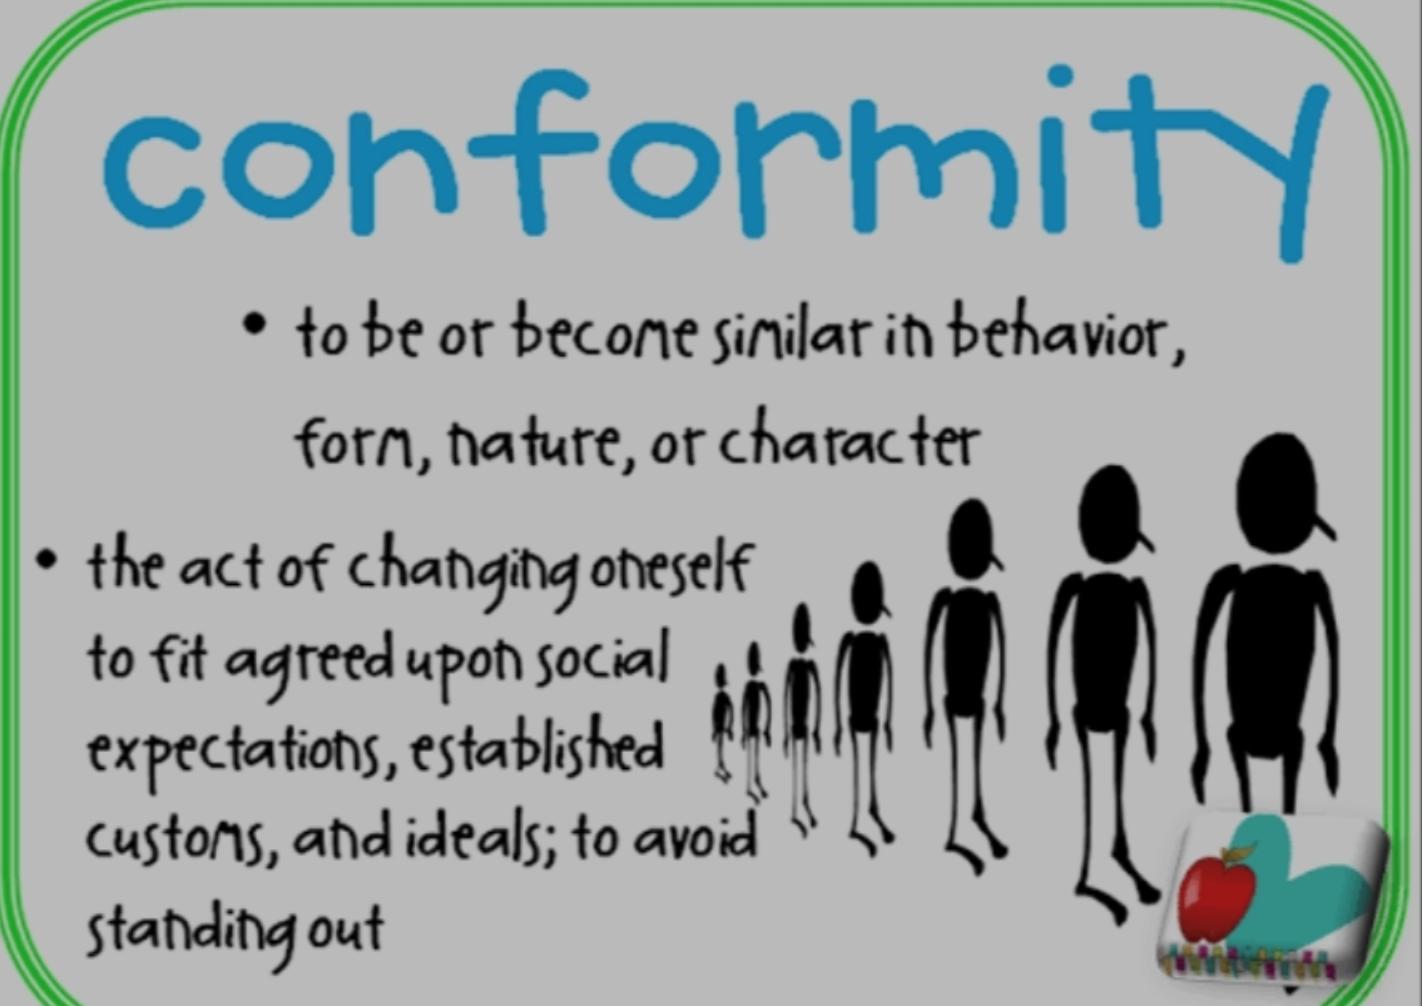 conformity
• to be or become similar in behavior,
form, nature, or character
• the act of changing oneself
to fit agreed upon social
expectations, established
customs, and ideals; to avoid
standing out